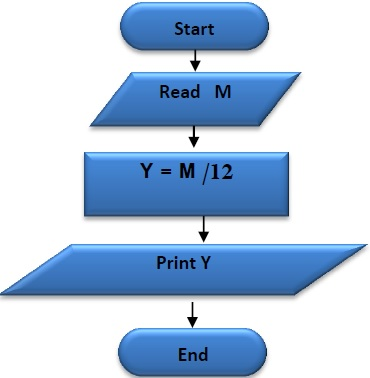 Start
Read M
Y = M /12
Print Y
End